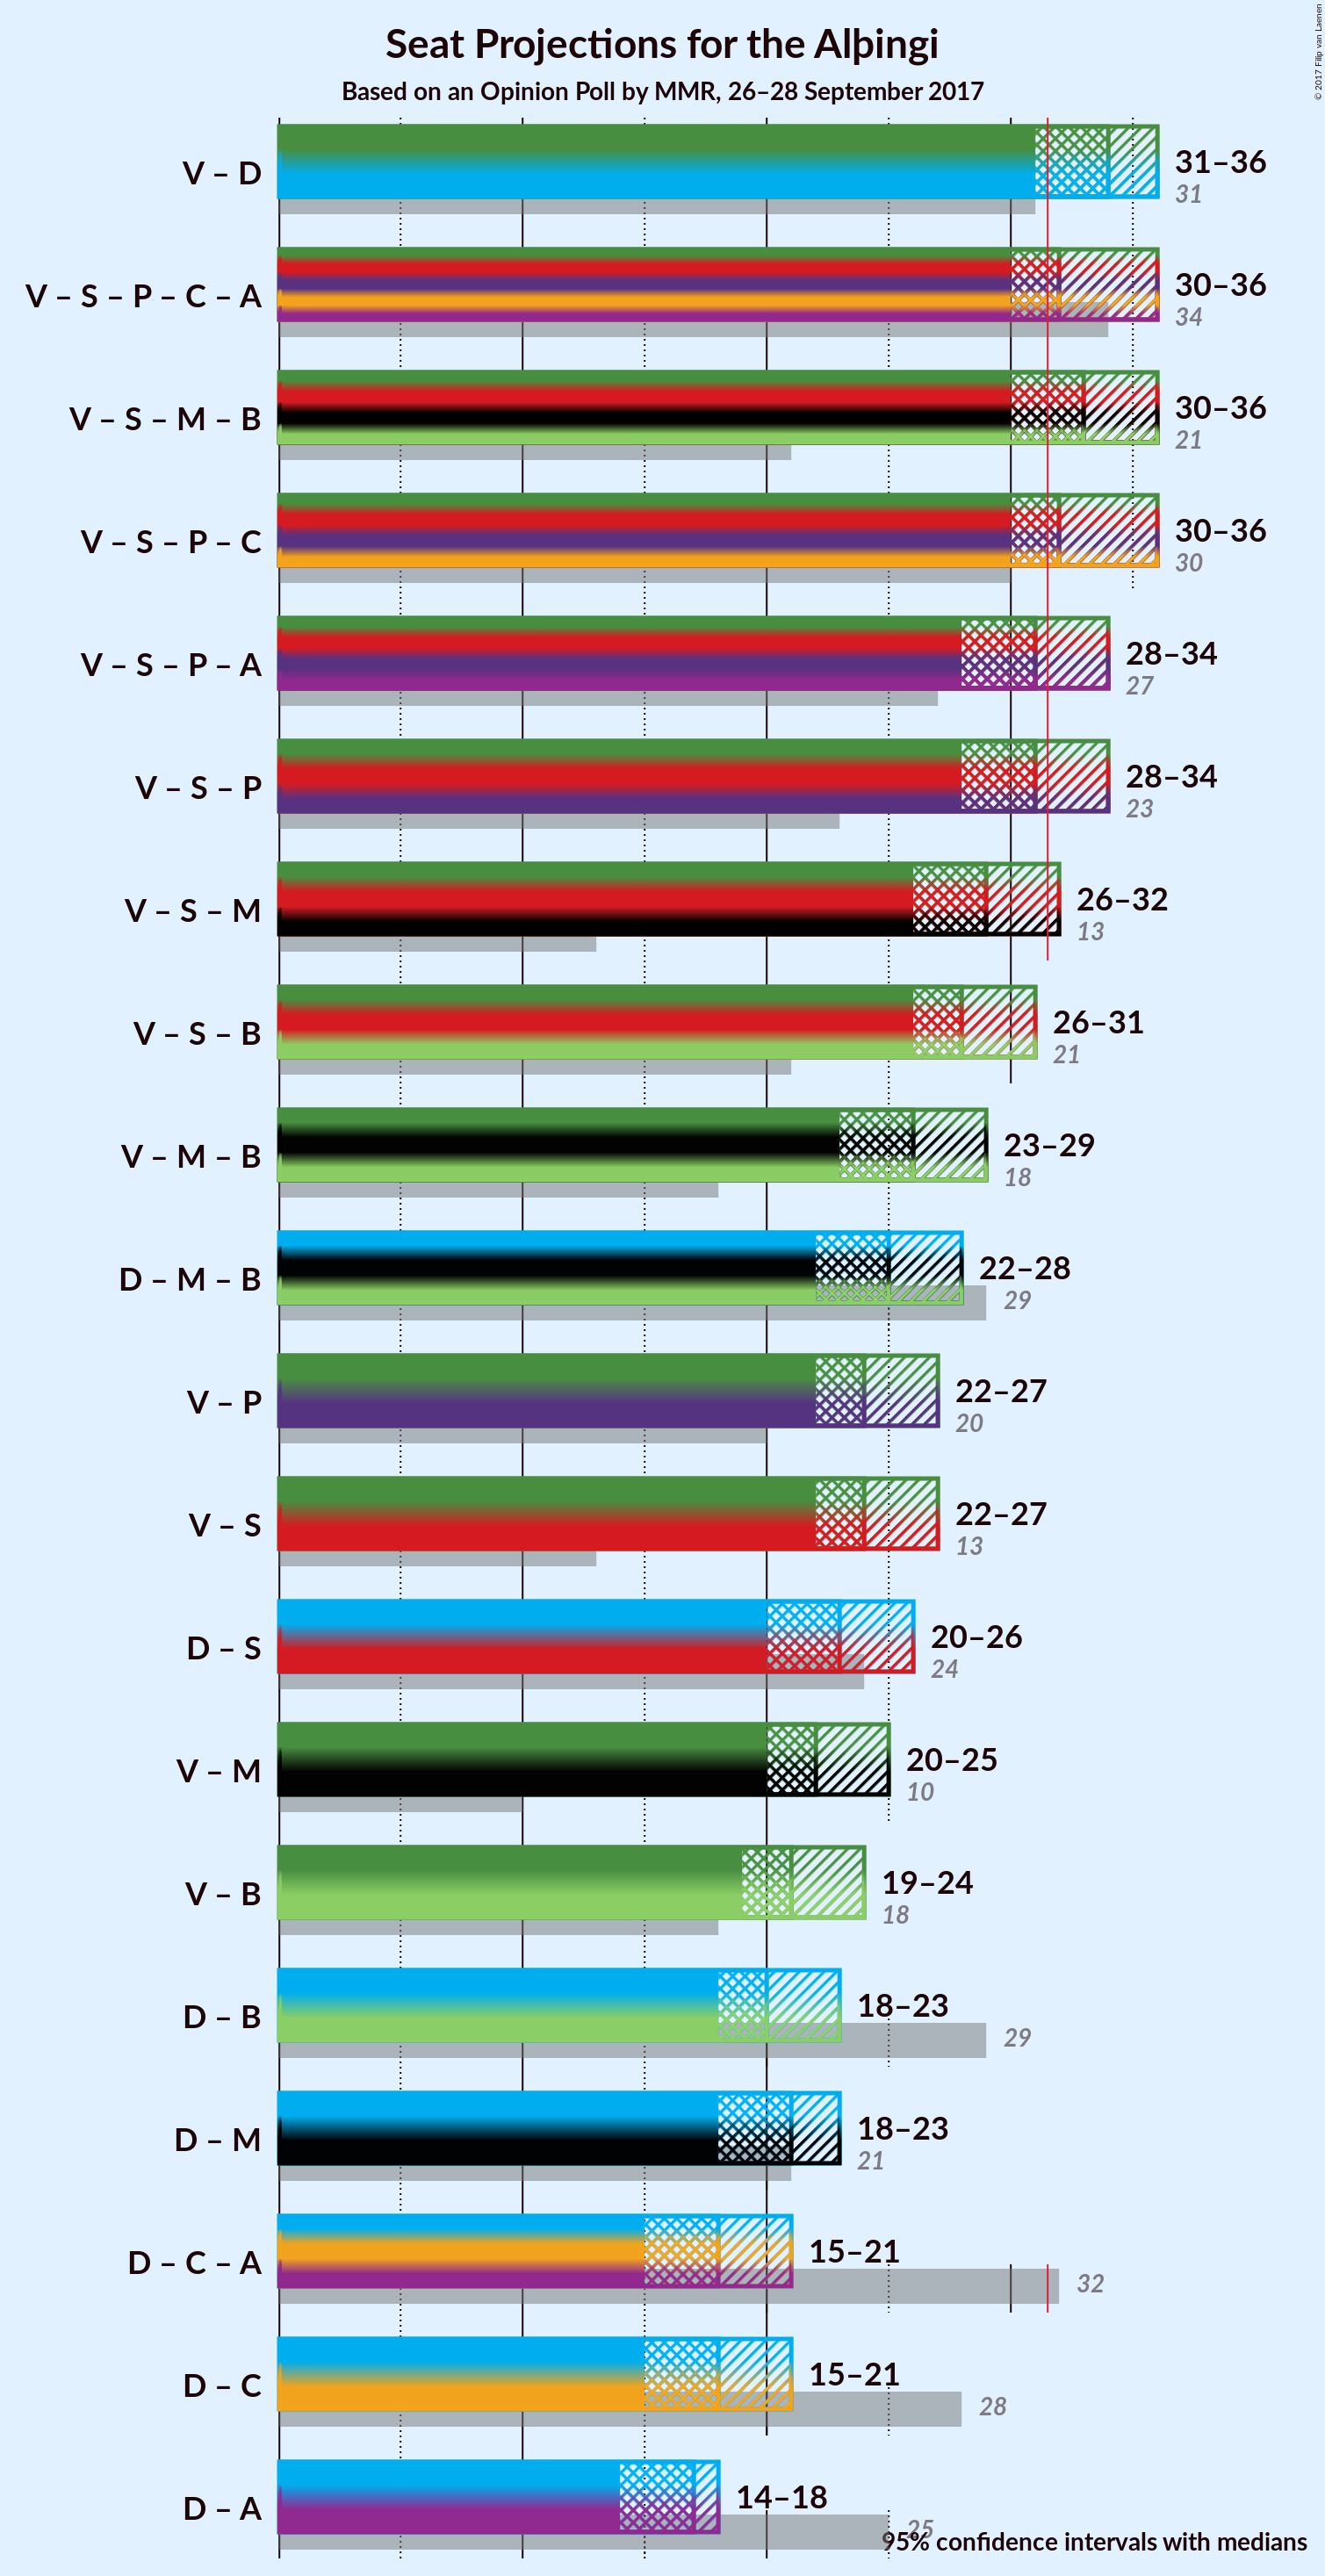 Seat Projections for the Alþingi
Based on an Opinion Poll by MMR, 26–28 September 2017
© 2017 Filip van Laenen
V – D
31–36
31
V – S – P – C – A
30–36
34
V – S – M – B
30–36
21
V – S – P – C
30–36
30
V – S – P – A
28–34
27
V – S – P
28–34
23
V – S – M
26–32
13
V – S – B
26–31
21
V – M – B
23–29
18
D – M – B
22–28
29
V – P
22–27
20
V – S
22–27
13
D – S
20–26
24
V – M
20–25
10
V – B
19–24
18
D – B
18–23
29
D – M
18–23
21
D – C – A
15–21
32
D – C
15–21
28
D – A
14–18
25
95% confidence intervals with medians